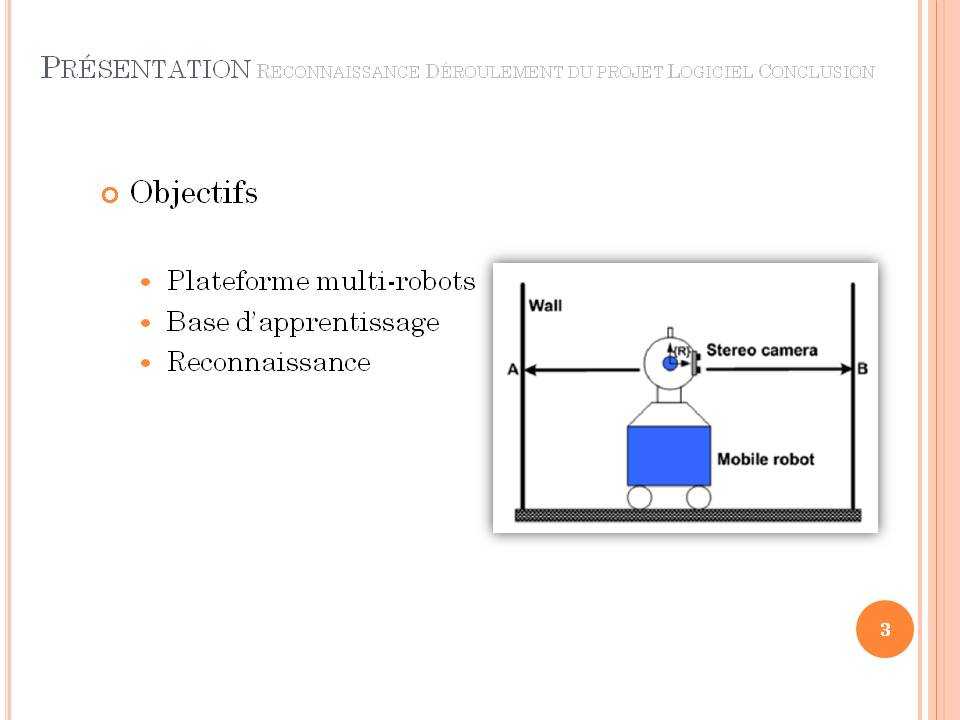 PRÉSENTATION RECONNAISSANCE DÉROULEMENT DU PROJET LOGICIEL CONCLUSION
Objectifs
Plateforme multi-robots
Base d'apprentissage
Reconnaissance
Wall
{R}
Stereo camera
A
B
Mobile robot
3